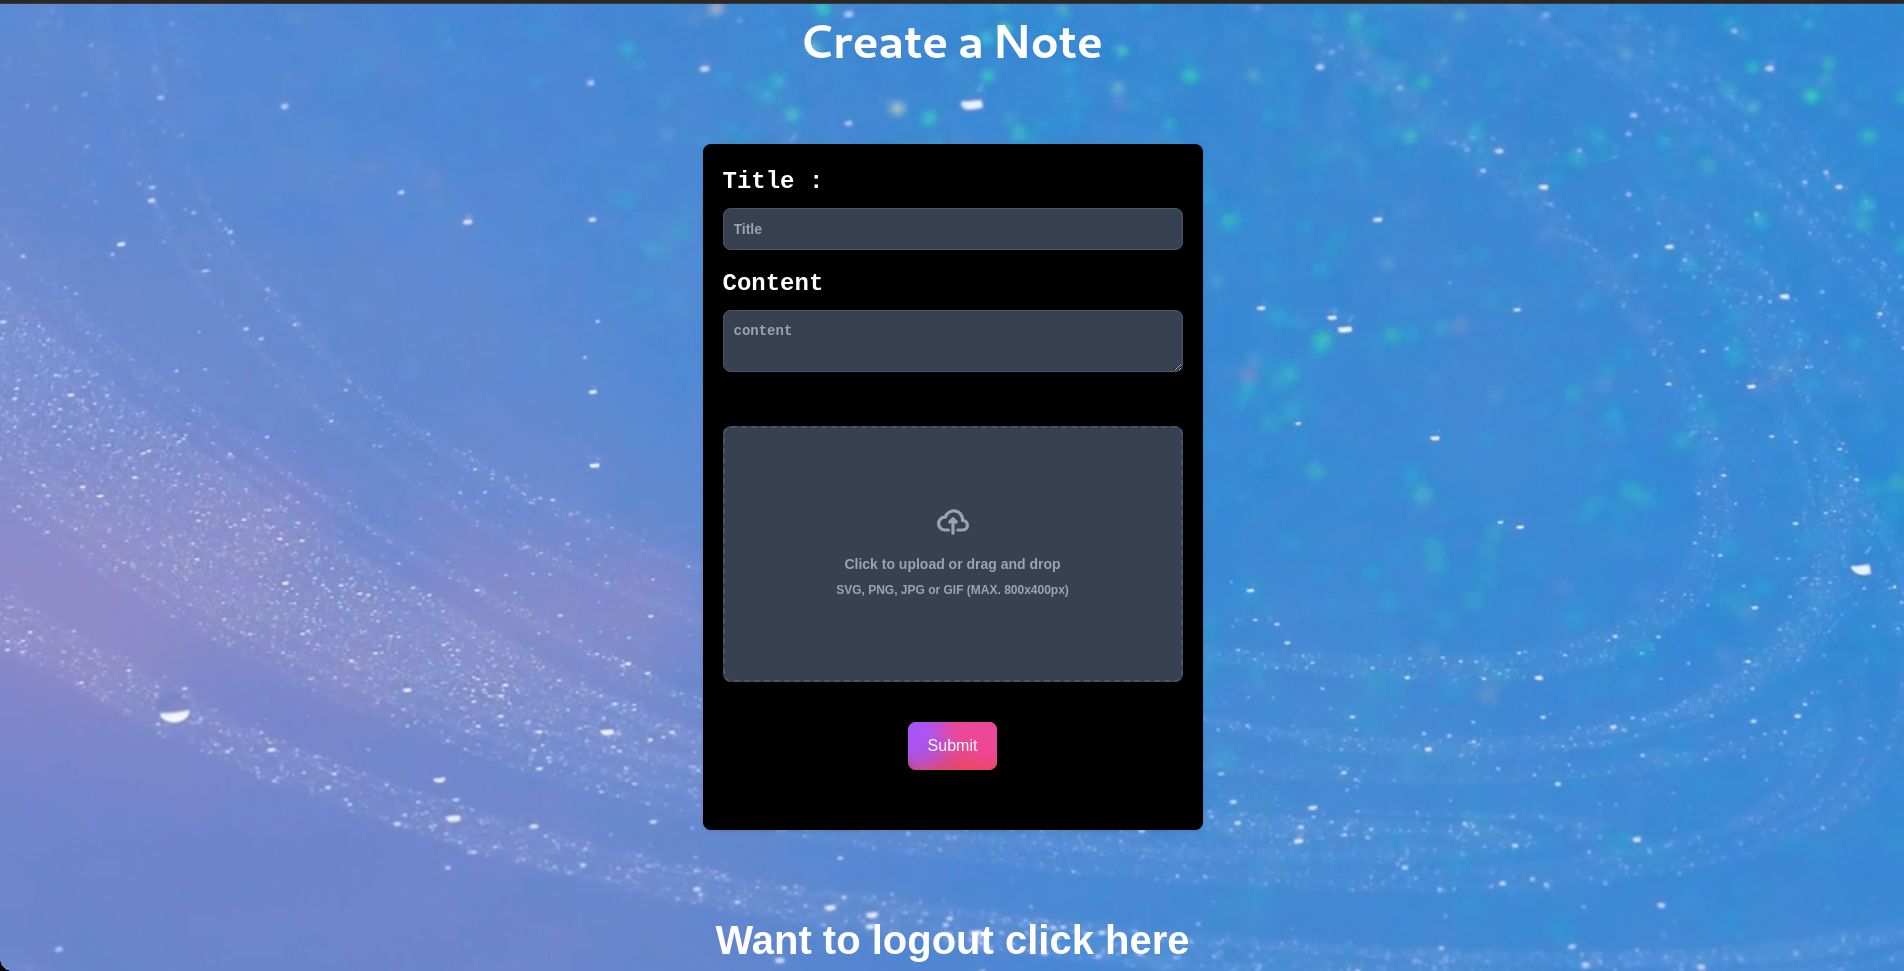 Create a Note
Title :
Title
Content
content
Click to upload or drag and drop
SVG, PNG, JPG or GIF (MAX. 800x400px)
Submit
Want to logout click here